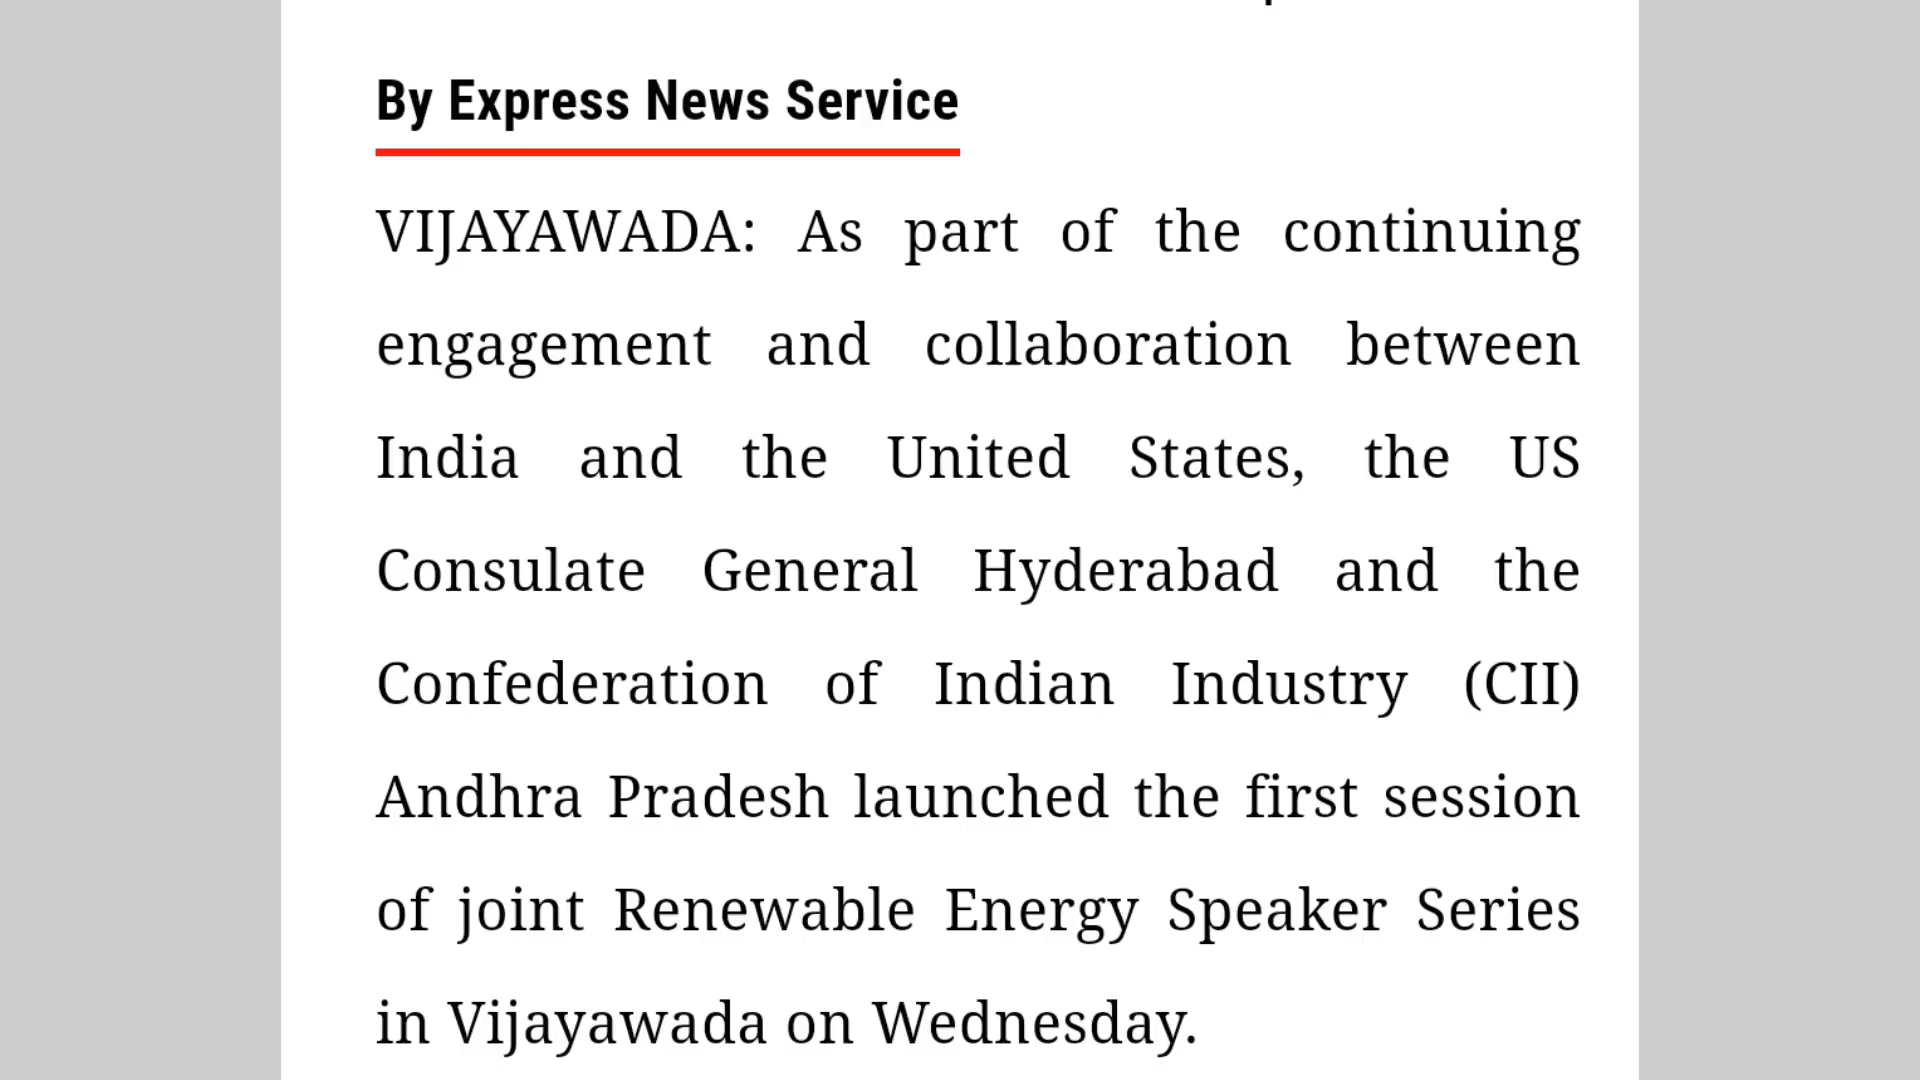 By Express News Service
VIJAYAWADA: As part of the continuing
engagement and collaboration between
India and the United States, the US
Consulate General Hyderabad and the
Confederation of Indian Industry (CII)
Andhra Pradesh launched the first session
of joint Renewable Energy Speaker Series
in Vijayawada on Wednesday.